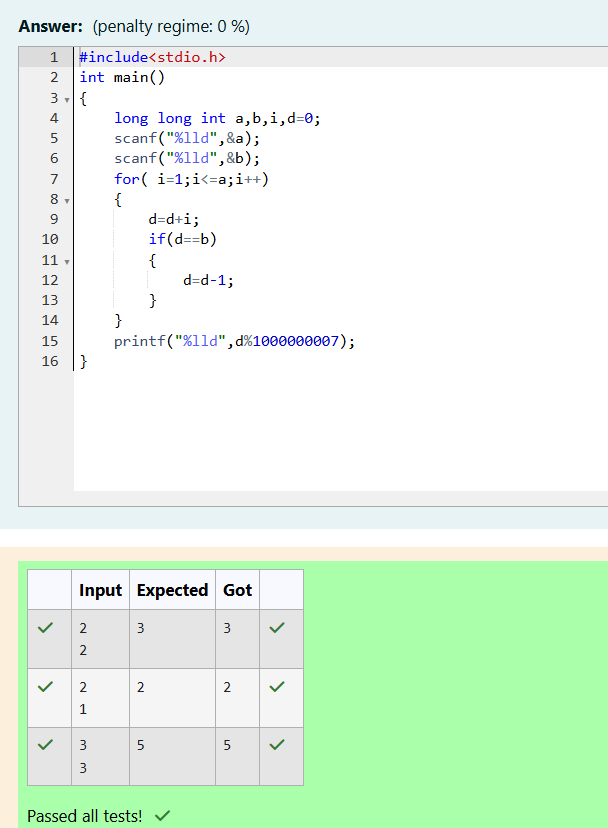 Answer: (penalty regime: 0 %)
1 #include<stdio.h>
2 int main()
3 {
4     long long int a,b,i,d=0;
5     scanf("%lld",&a);
6     scanf("%lld",&b);
7     for( i=1;i<=a;i++)
8     {
9         d=d+i;
10         if(d==b)
11         {
12             d=d-1;
13         }
14     }
15     printf("%lld",d%1000000007);
16 }
Input Expected Got
2 3 3
2
2 2 2
1
3 5 5
3
Passed all tests!